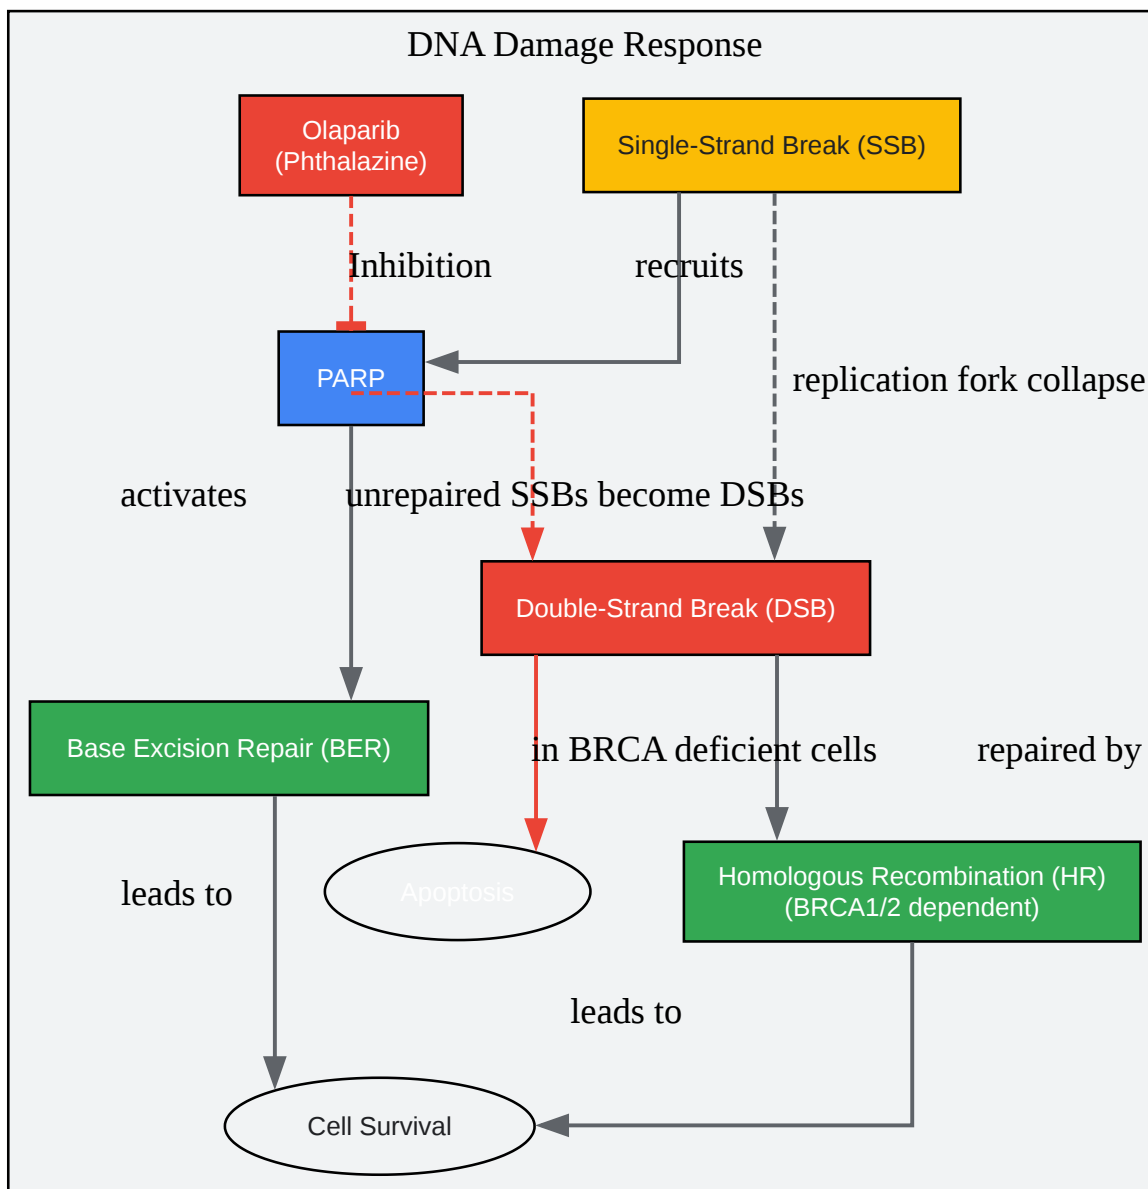 DNA Damage Response
Olaparib
(Phthalazine)
Single-Strand Break (SSB)
Inhibition
recruits
PARP
replication fork collapse
activates
unrepaired SSBs become DSBs
Double-Strand Break (DSB)
Base Excision Repair (BER)
in BRCA deficient cells
repaired by
leads to
Apoptosis
Homologous Recombination (HR)
(BRCA1/2 dependent)
leads to
Cell Survival